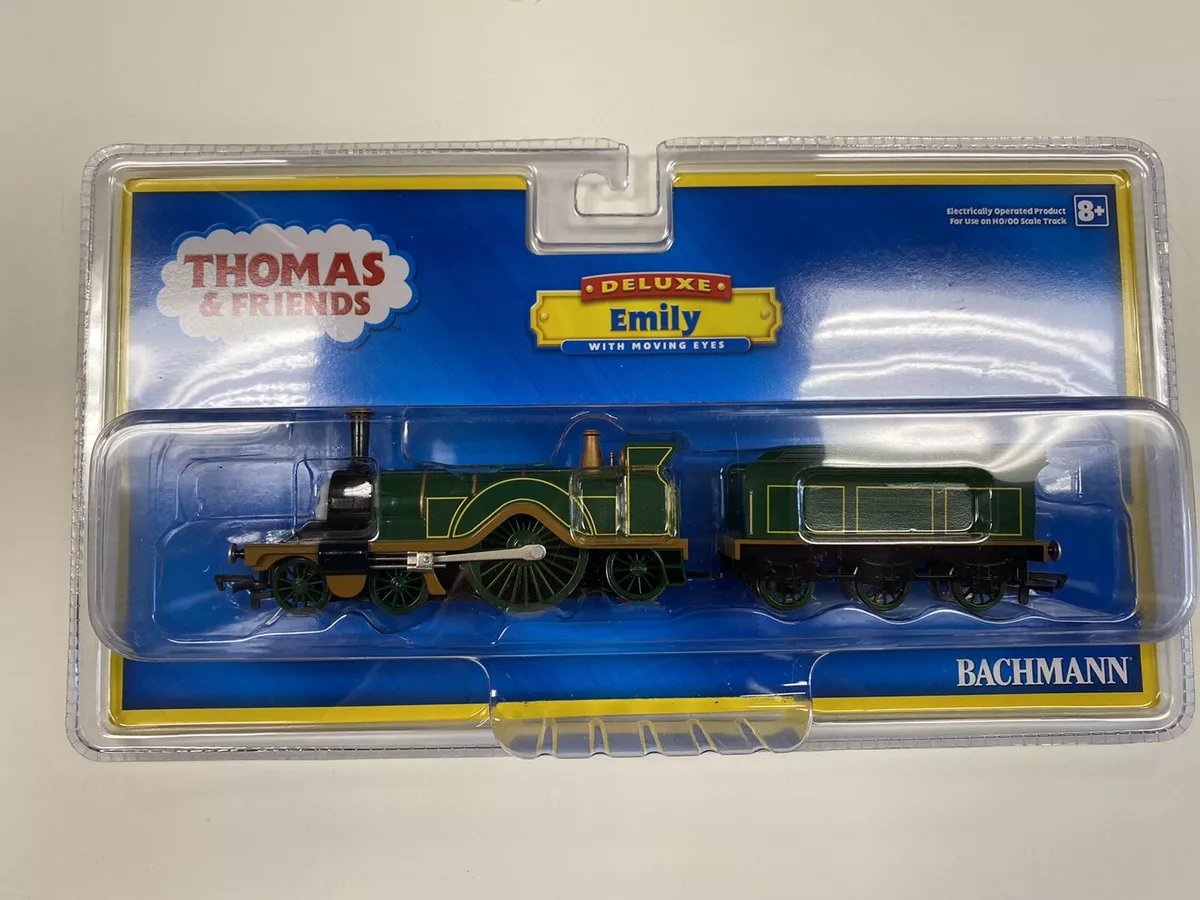 THOMAS
& FRIENDS
™
DELUXE
Emily
WITH MOVING EYES
Electrically Operated Product
For Use on HO/OO Scale Track
8+
BACHMANN®